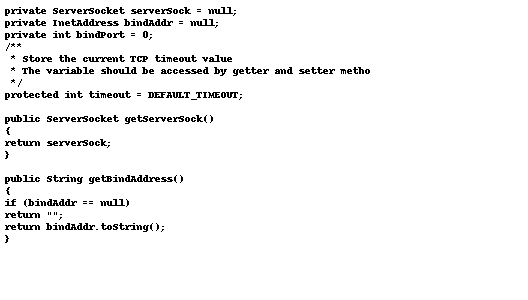 private ServerSocket serverSock = null;
private InetAddress bindAddr = null;
private int bindPort = 0;
/**
* Store the current TCP timeout value
* The variable should be accessed by getter and setter metho
*/
protected int timeout = DEFAULT_TIMEOUT;
public ServerSocket getServerSock()
{
return serverSock;
}
public String getBindAddress()
{
if (bindAddr == null)
return "";
return bindAddr.toString();
}